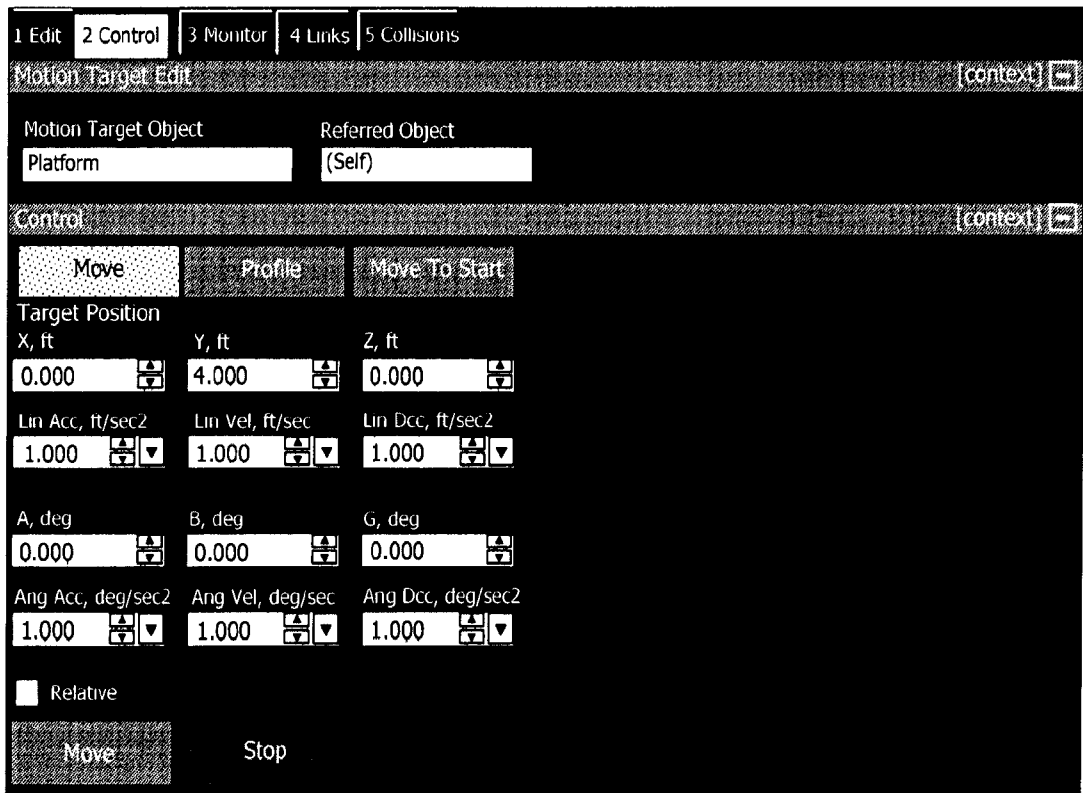 1 Edit 2 Control 3 Monitor 4 Links 5 Collisions
Motion Target Edit [context]
Motion Target Object Referred Object
Platform (Self)
Control [context]
Move Profile Move To Start
Target Position
X, ft Y, ft Z, ft
0.000 4.000 0.000
Lin Acc, ft/sec2 Lin Vel, ft/sec Lin Dcc, ft/sec2
1.000 1.000 1.000
A, deg B, deg G, deg
0.000 0.000 0.000
Ang Acc, deg/sec2 Ang Vel, deg/sec Ang Dcc, deg/sec2
1.000 1.000 1.000
Relative
Move Stop